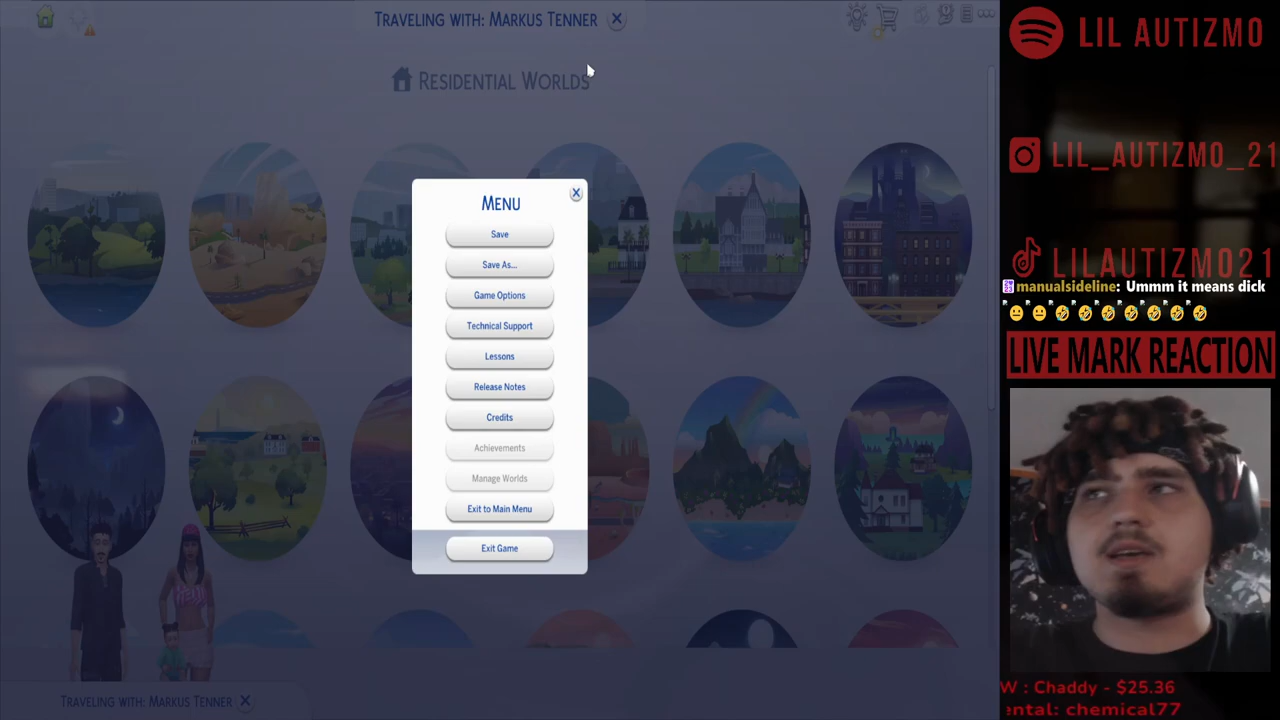 TRAVELING WITH: MARKUS TENNER
RESIDENTIAL WORLDS
MENU
Save
Save As...
Game Options
Technical Support
Lessons
Release Notes
Credits
Achievements
Manage Worlds
Exit to Main Menu
Exit Game
TRAVELING WITH: MARKUS TENNER
LIL AUTIZMO
LIL_AUTIZMO_21
LILAUTIZMO21
manualsideline: Ummm it means dick
😐 😐 🤣 🤣 🤣 🤣 🤣 🤣 🤣
LIVE MARK REACTION
W : Chaddy - $25.36
ental: chemical77